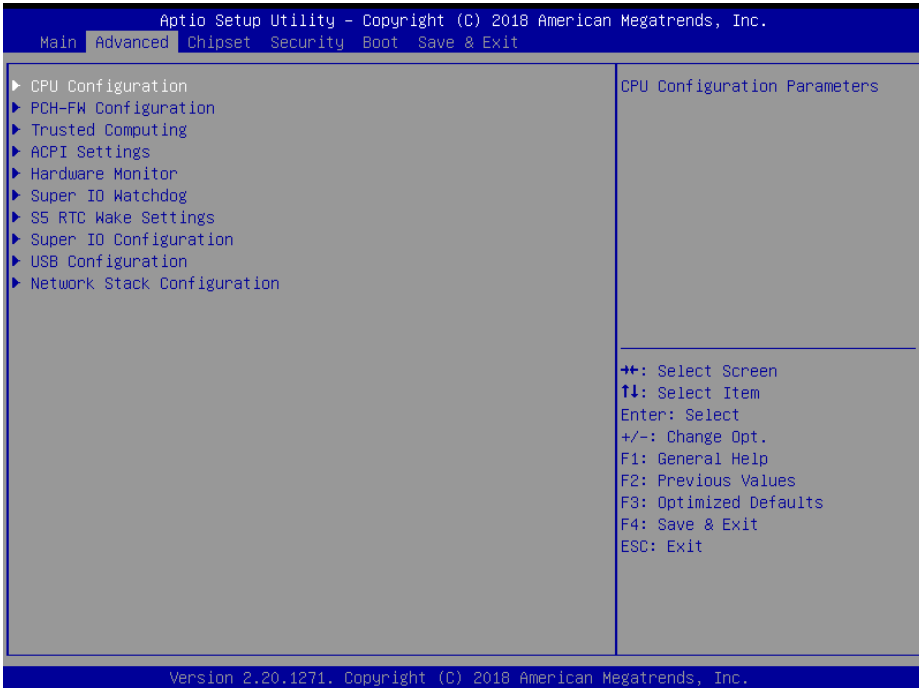 Aptio Setup Utility – Copyright (C) 2018 American Megatrends, Inc.
Main Advanced Chipset Security Boot Save & Exit
CPU Configuration
PCH-FW Configuration
Trusted Computing
ACPI Settings
Hardware Monitor
Super IO Watchdog
S5 RTC Wake Settings
Super IO Configuration
USB Configuration
Network Stack Configuration
CPU Configuration Parameters
→←: Select Screen
↑↓: Select Item
Enter: Select
+/-: Change Opt.
F1: General Help
F2: Previous Values
F3: Optimized Defaults
F4: Save & Exit
ESC: Exit
Version 2.20.1271. Copyright (C) 2018 American Megatrends, Inc.